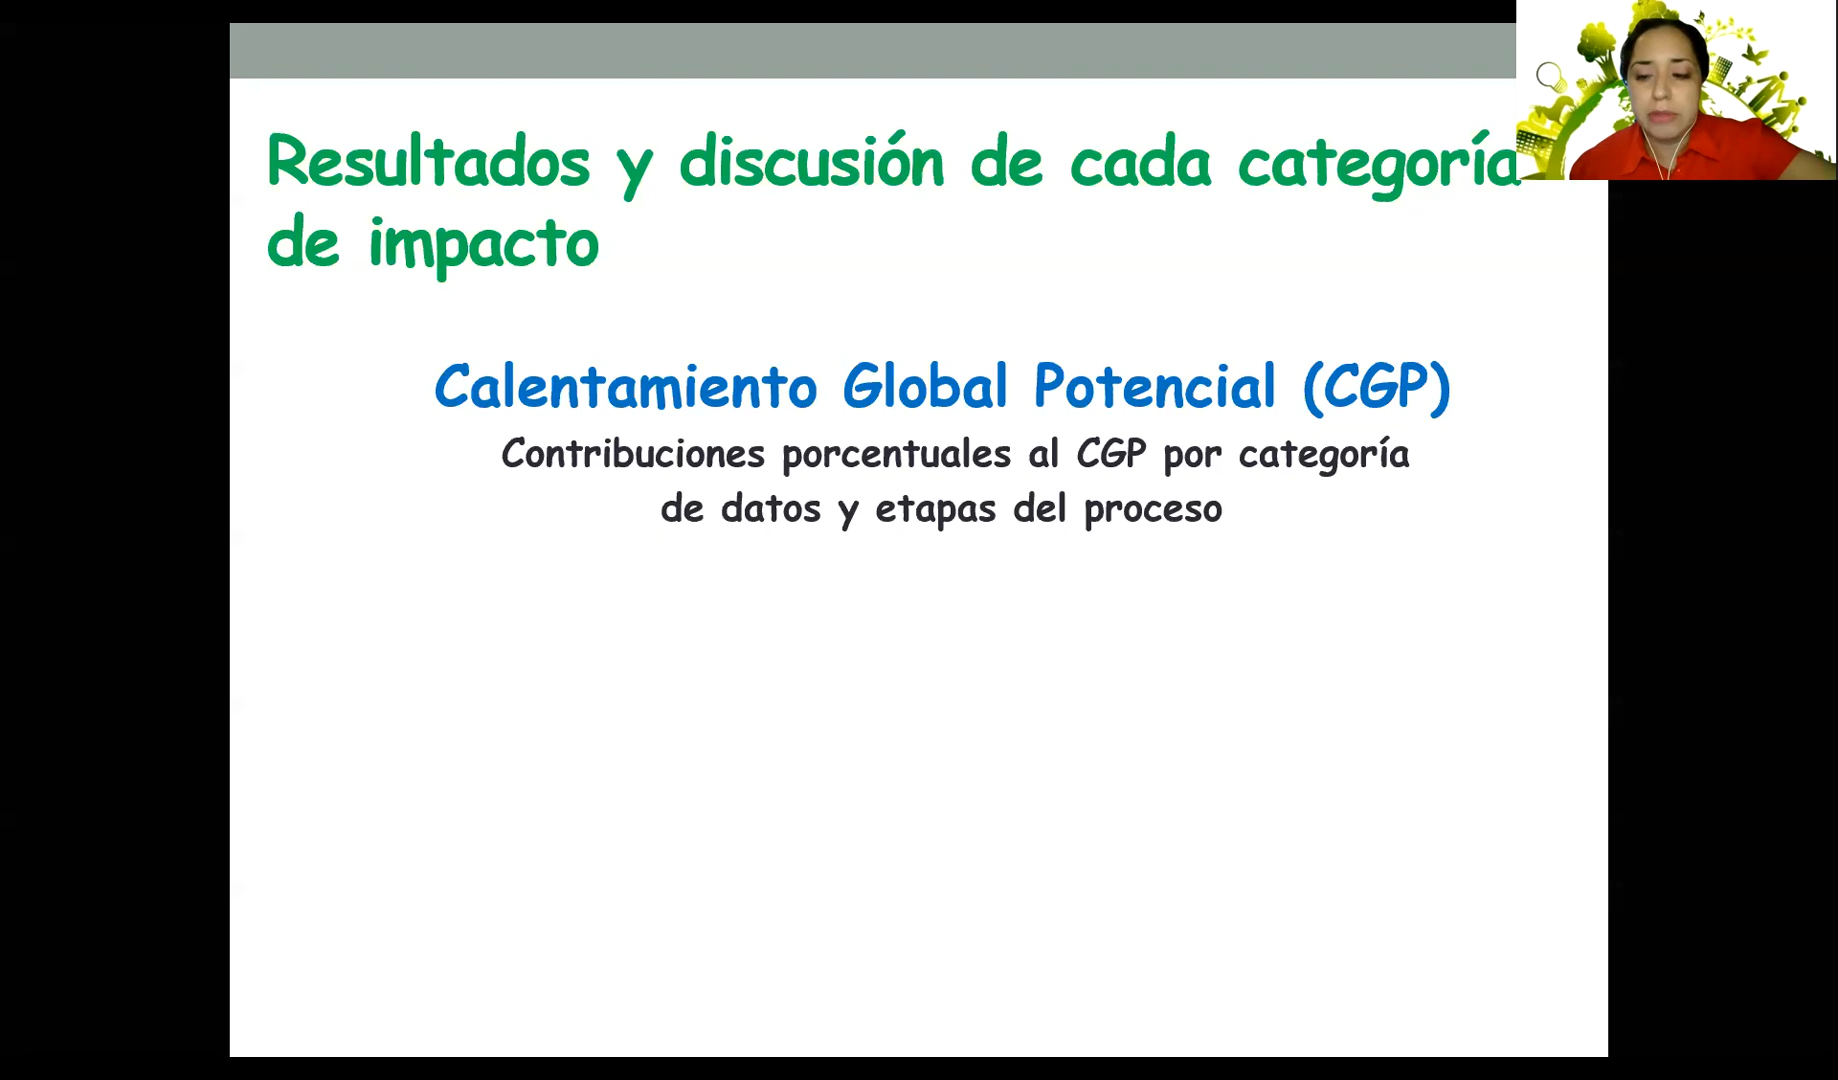 Resultados y discusión de cada categoría
de impacto
Calentamiento Global Potencial (CGP)
Contribuciones porcentuales al CGP por categoría
de datos y etapas del proceso